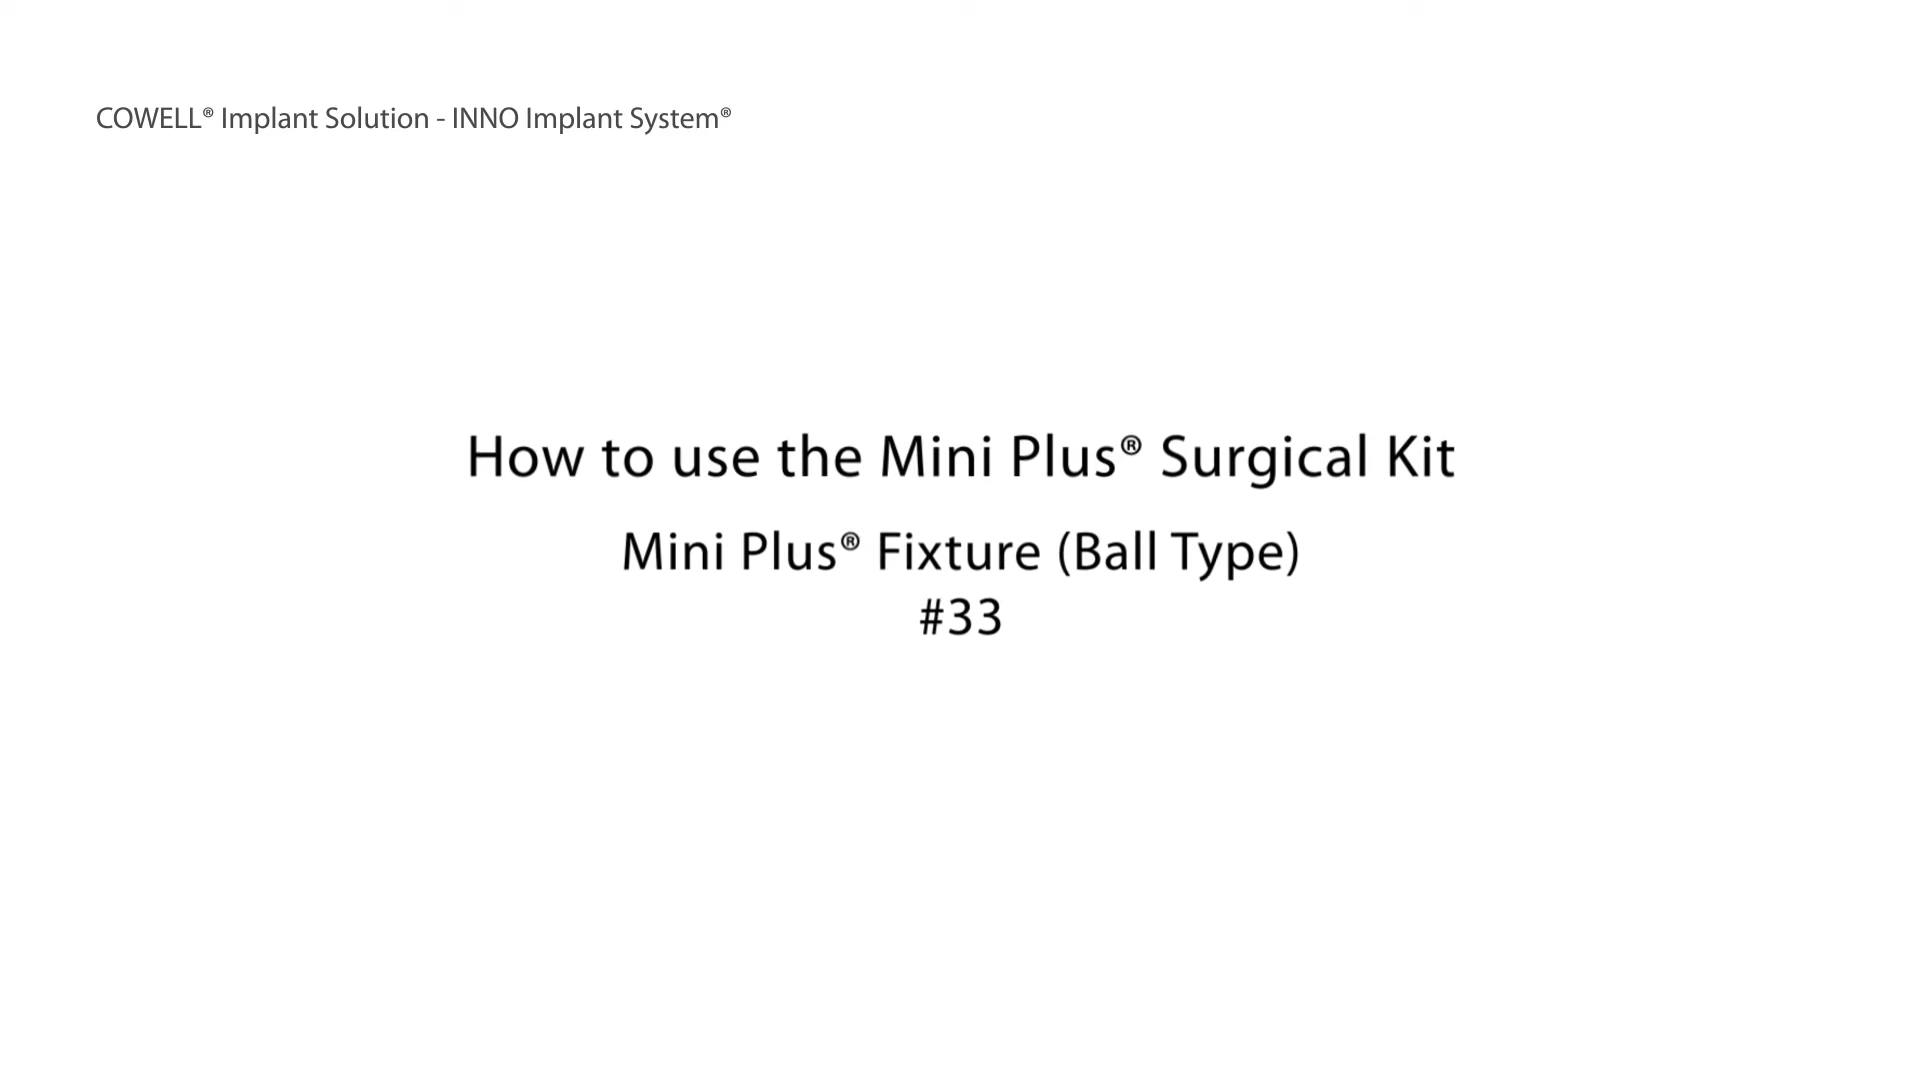 COWELL® Implant Solution - INNO Implant System®
How to use the Mini Plus® Surgical Kit
Mini Plus® Fixture (Ball Type)
#33